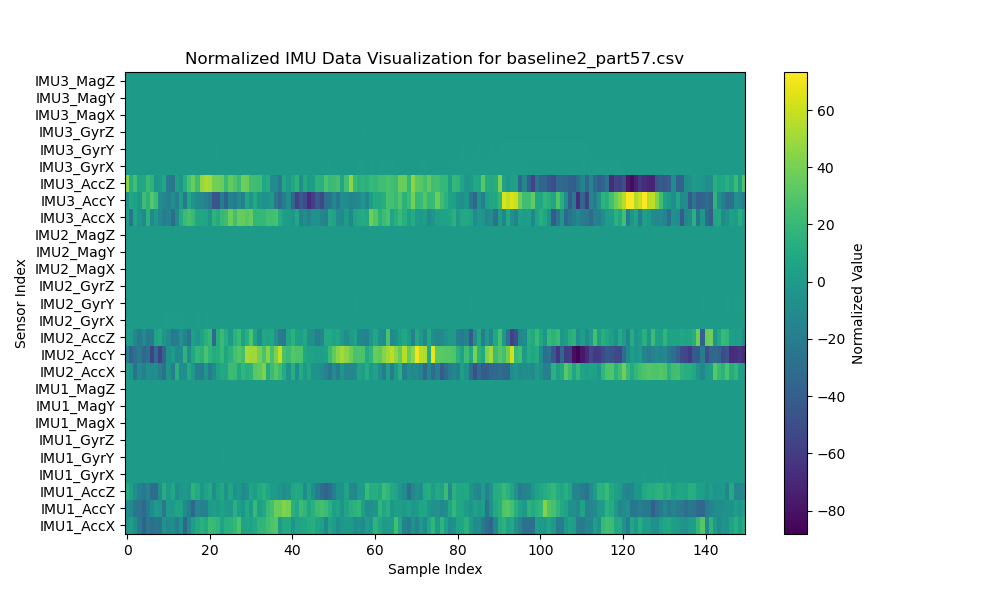 Normalized IMU Data Visualization for baseline2_part57.csv
IMU3_MagZ
IMU3_MagY
IMU3_MagX
IMU3_GyrZ
IMU3_GyrY
IMU3_GyrX
IMU3_AccZ
IMU3_AccY
IMU3_AccX
IMU2_MagZ
IMU2_MagY
IMU2_MagX
IMU2_GyrZ
IMU2_GyrY
IMU2_GyrX
IMU2_AccZ
IMU2_AccY
IMU2_AccX
IMU1_MagZ
IMU1_MagY
IMU1_MagX
IMU1_GyrZ
IMU1_GyrY
IMU1_GyrX
IMU1_AccZ
IMU1_AccY
IMU1_AccX
Sensor Index
0 20 40 60 80 100 120 140
Sample Index
60
40
20
0
−20
−40
−60
−80
Normalized Value